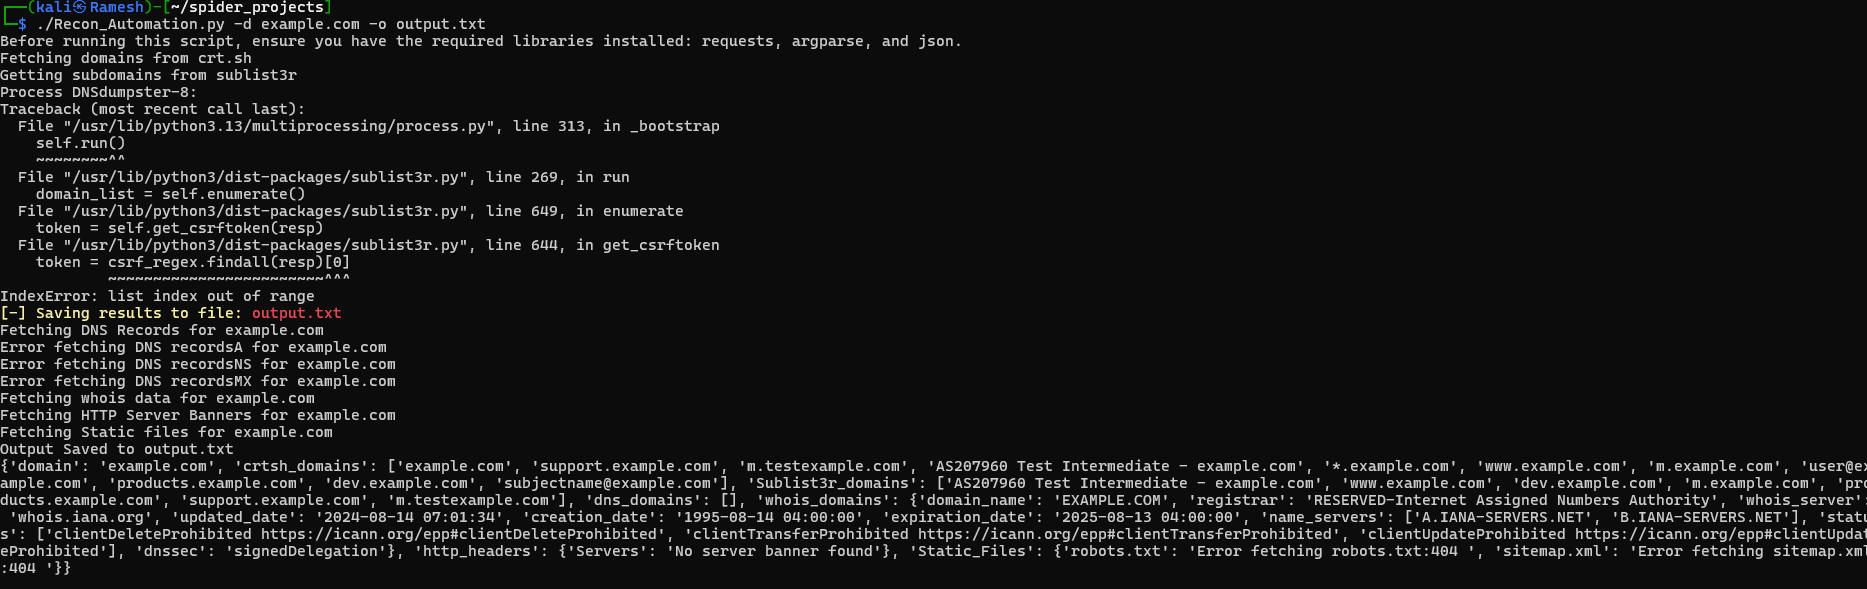 ┌──(kali㉿Ramesh)-[~/spider_projects]
└─$ ./Recon_Automation.py -d example.com -o output.txt
Before running this script, ensure you have the required libraries installed: requests, argparse, and json.
Fetching domains from crt.sh
Getting subdomains from sublist3r
Process DNSdumpster-8:
Traceback (most recent call last):
  File "/usr/lib/python3.13/multiprocessing/process.py", line 313, in _bootstrap
    self.run()
    ~~~~~~~~^^
  File "/usr/lib/python3/dist-packages/sublist3r.py", line 269, in run
    domain_list = self.enumerate()
  File "/usr/lib/python3/dist-packages/sublist3r.py", line 649, in enumerate
    token = self.get_csrftoken(resp)
  File "/usr/lib/python3/dist-packages/sublist3r.py", line 644, in get_csrftoken
    token = csrf_regex.findall(resp)[0]
            ~~~~~~~~~~~~~~~~~~~~~~~~^^^
IndexError: list index out of range
[-] Saving results to file: output.txt
Fetching DNS Records for example.com
Error fetching DNS recordsA for example.com
Error fetching DNS recordsNS for example.com
Error fetching DNS recordsMX for example.com
Fetching whois data for example.com
Fetching HTTP Server Banners for example.com
Fetching Static files for example.com
Output Saved to output.txt
{'domain': 'example.com', 'crtsh_domains': ['example.com', 'support.example.com', 'm.testexample.com', 'AS207960 Test Intermediate - example.com', '*.example.com', 'www.example.com', 'm.example.com', 'user@ex
ample.com', 'products.example.com', 'dev.example.com', 'subjectname@example.com'], 'Sublist3r_domains': ['AS207960 Test Intermediate - example.com', 'www.example.com', 'dev.example.com', 'm.example.com', 'pro
ducts.example.com', 'support.example.com', 'm.testexample.com'], 'dns_domains': [], 'whois_domains': {'domain_name': 'EXAMPLE.COM', 'registrar': 'RESERVED-Internet Assigned Numbers Authority', 'whois_server':
 'whois.iana.org', 'updated_date': '2024-08-14 07:01:34', 'creation_date': '1995-08-14 04:00:00', 'expiration_date': '2025-08-13 04:00:00', 'name_servers': ['A.IANA-SERVERS.NET', 'B.IANA-SERVERS.NET'], 'statu
s': ['clientDeleteProhibited https://icann.org/epp#clientDeleteProhibited', 'clientTransferProhibited https://icann.org/epp#clientTransferProhibited', 'clientUpdateProhibited https://icann.org/epp#clientUpdat
eProhibited'], 'dnssec': 'signedDelegation'}, 'http_headers': {'Servers': 'No server banner found'}, 'Static_Files': {'robots.txt': 'Error fetching robots.txt:404 ', 'sitemap.xml': 'Error fetching sitemap.xml
:404 '}}